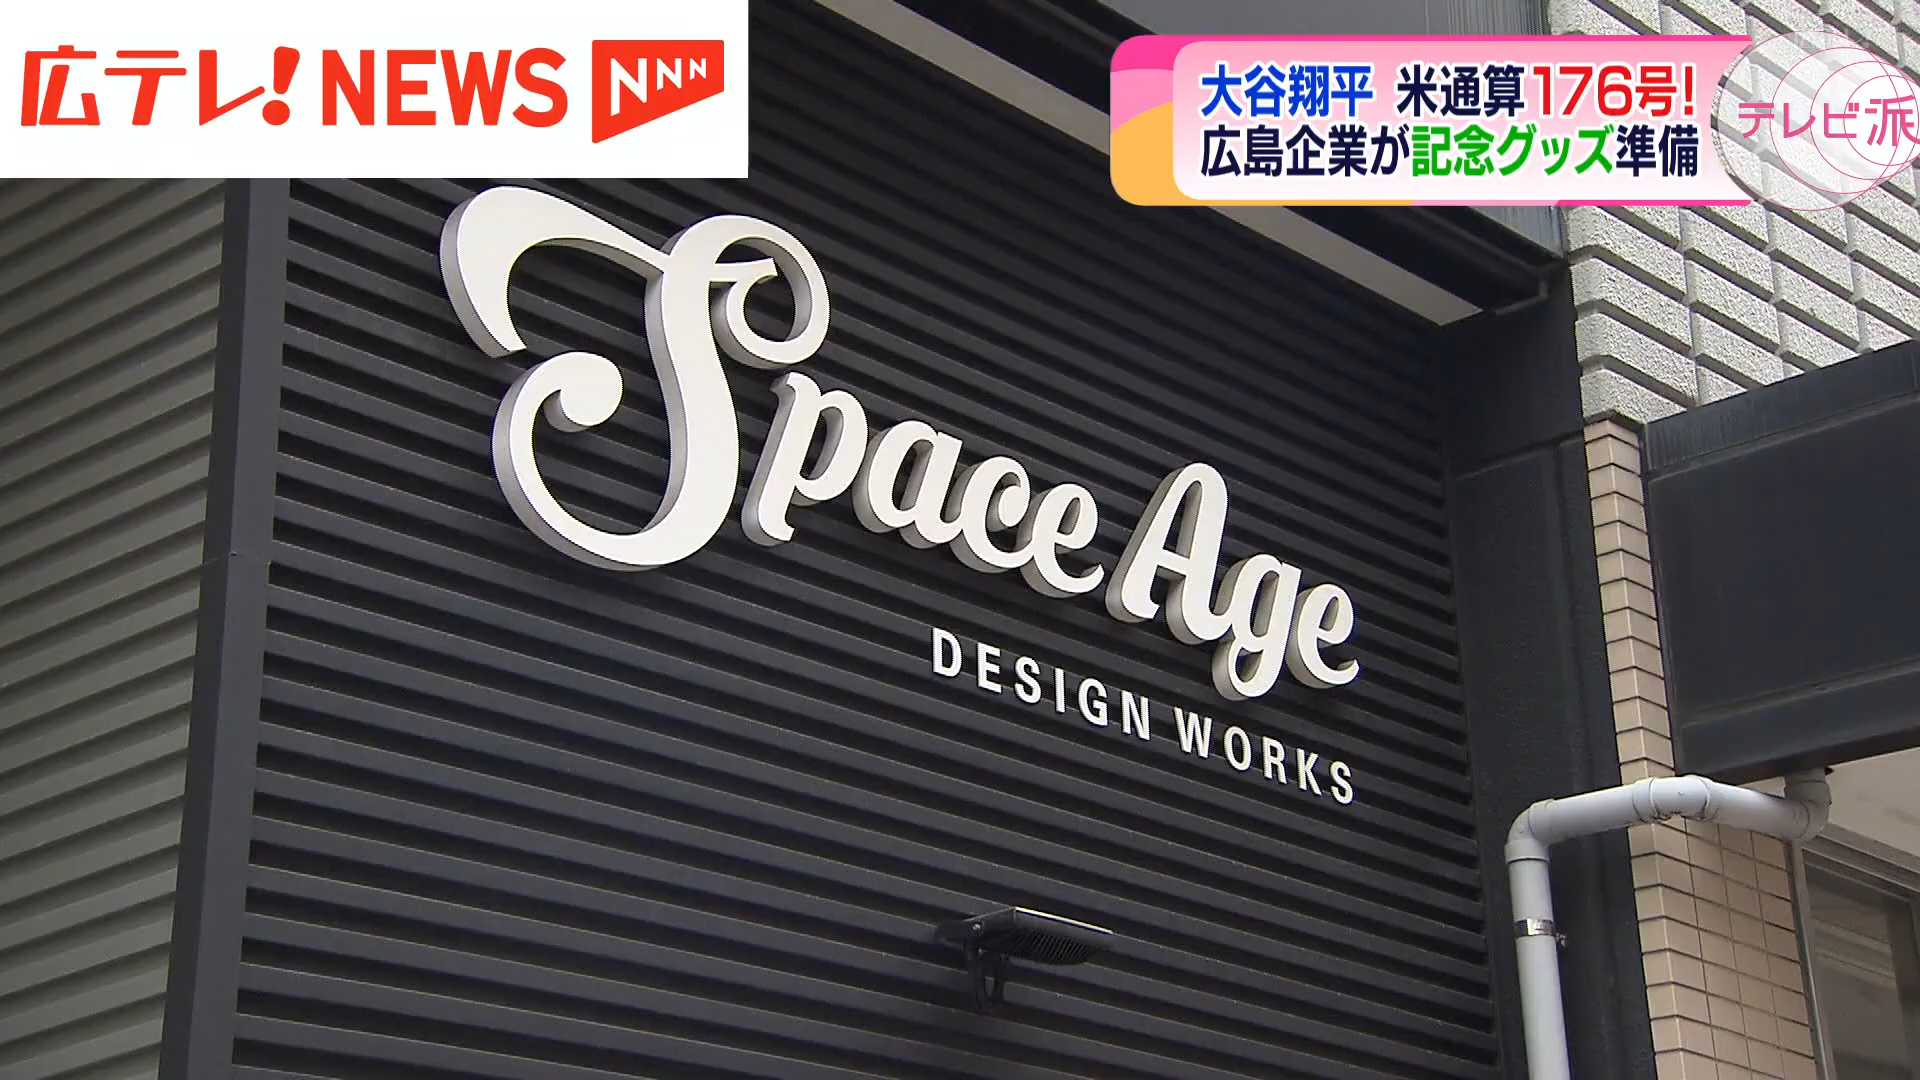 広テレ!NEWS NNN
大谷翔平 米通算176号!
広島企業が記念グッズ準備
テレビ派
Space Age
DESIGN WORKS